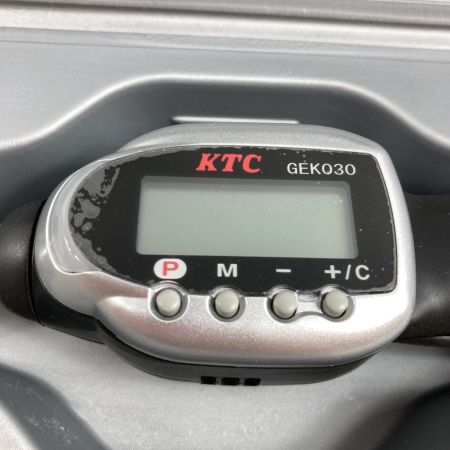 KTC GEK030
P M - +/C